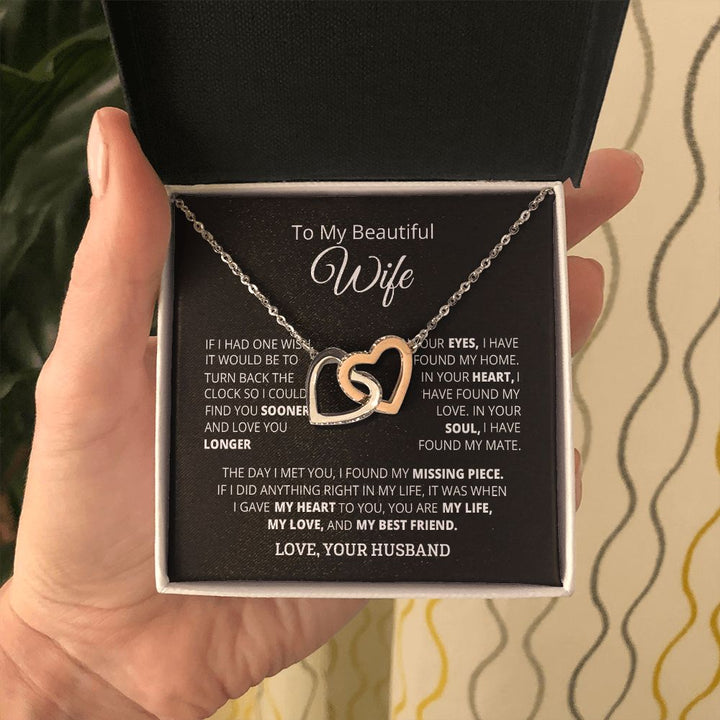 To My Beautiful
Wife
IF I HAD ONE WISH,
IT WOULD BE TO
TURN BACK THE
CLOCK SO I COULD
FIND YOU SOONER
AND LOVE YOU
LONGER
YOUR EYES, I HAVE
FOUND MY HOME.
IN YOUR HEART, I
HAVE FOUND MY
LOVE. IN YOUR
SOUL, I HAVE
FOUND MY MATE.
THE DAY I MET YOU, I FOUND MY MISSING PIECE.
IF I DID ANYTHING RIGHT IN MY LIFE, IT WAS WHEN
I GAVE MY HEART TO YOU, YOU ARE MY LIFE,
MY LOVE, AND MY BEST FRIEND.
LOVE, YOUR HUSBAND